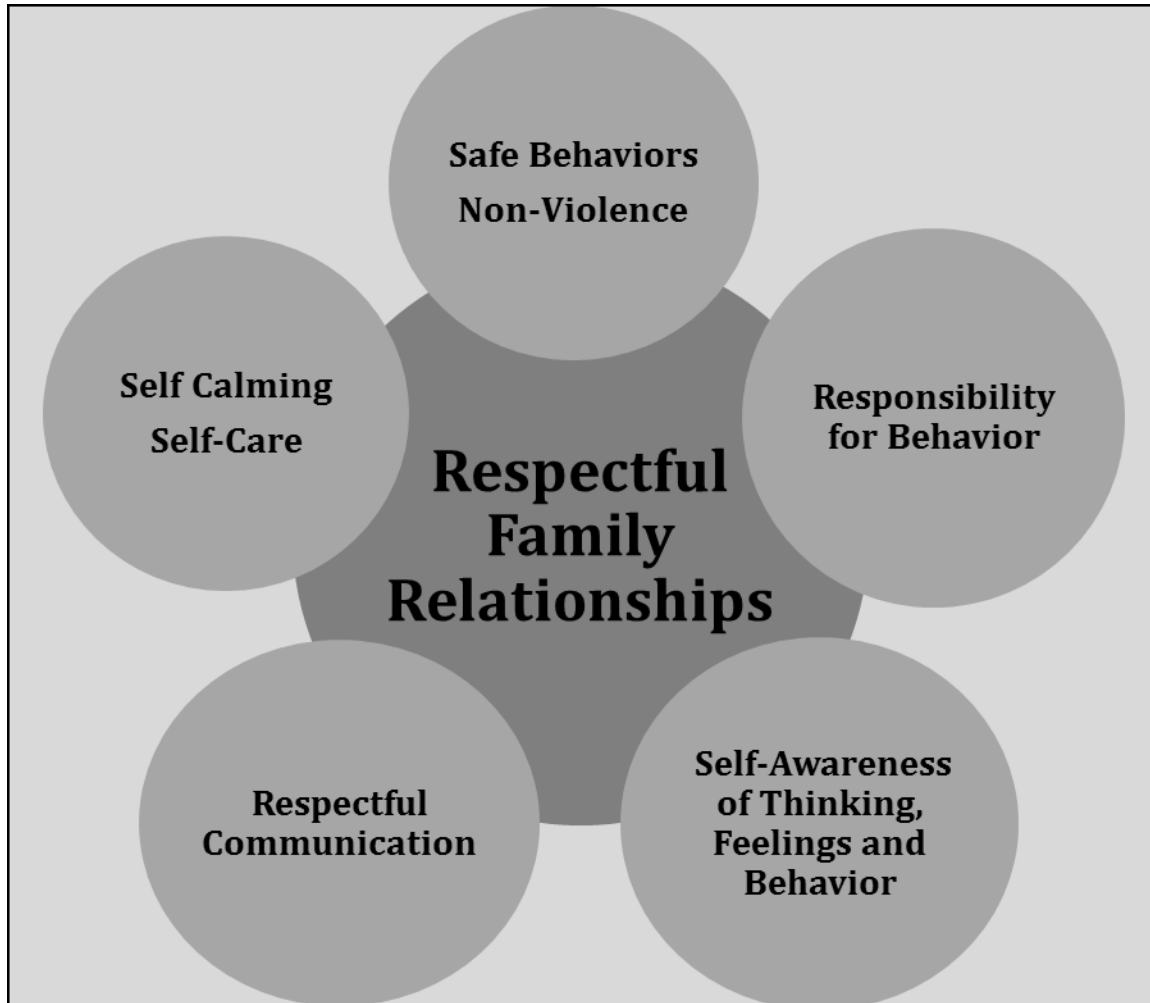 Safe Behaviors
Non-Violence
Self Calming
Self-Care
Responsibility
for Behavior
Respectful
Family
Relationships
Respectful
Communication
Self-Awareness
of Thinking,
Feelings and
Behavior